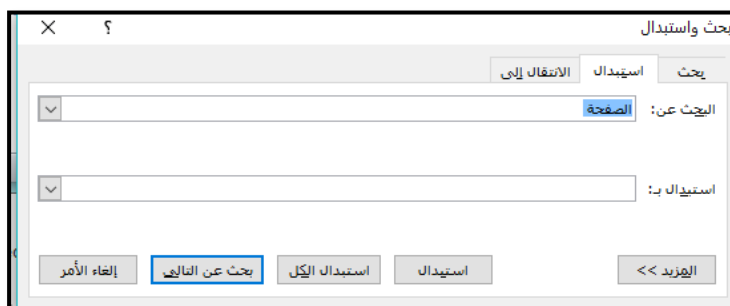 بحث واستبدال ؟
بحث استبدال الانتقال إلى
البحث عن: الصفحة
استبدال بـ:
المزيد >> استبدال استبدال الكل بحث عن التالي إلغاء الأمر